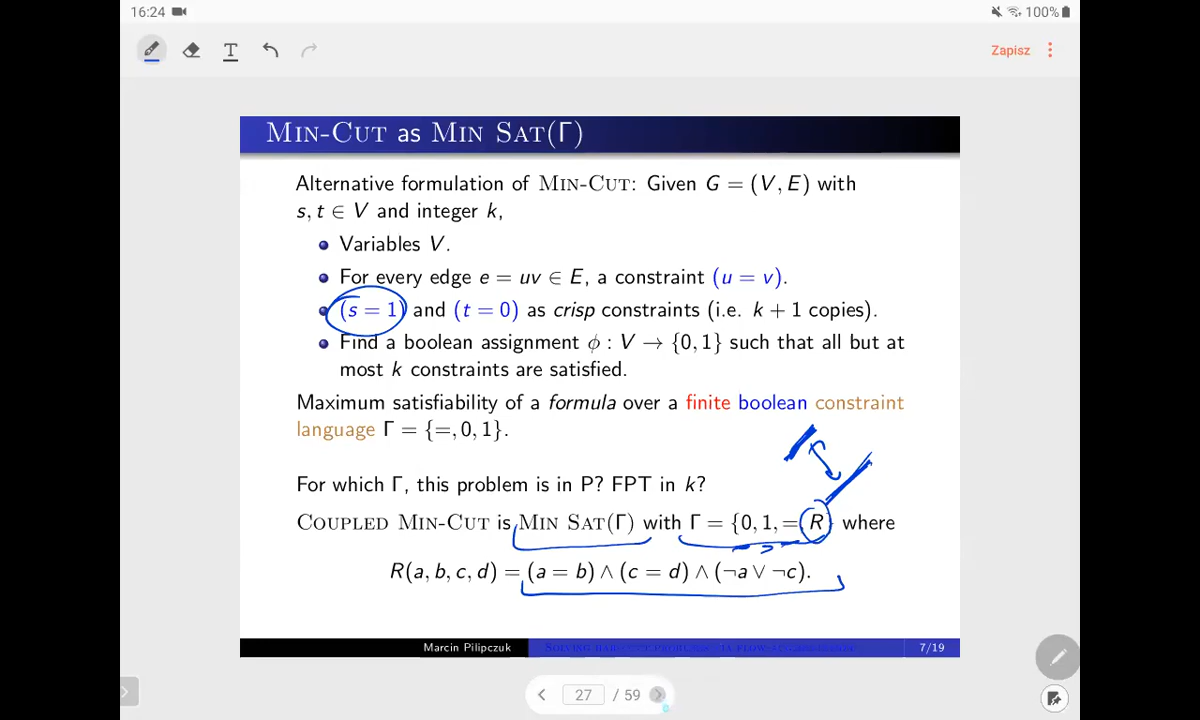 16:24
100%
T
Zapisz
MIN-CUT as MIN SAT(Γ)
Alternative formulation of MIN-CUT: Given G = (V, E) with
s, t ∈ V and integer k,
Variables V.
For every edge e = uv ∈ E, a constraint (u = v).
(s = 1) and (t = 0) as crisp constraints (i.e. k + 1 copies).
Find a boolean assignment ϕ : V → {0, 1} such that all but at
most k constraints are satisfied.
Maximum satisfiability of a formula over a finite boolean constraint
language Γ = {=, 0, 1}.
For which Γ, this problem is in P? FPT in k?
COUPLED MIN-CUT is MIN SAT(Γ) with Γ = {0, 1, =, R} where
R(a, b, c, d) = (a = b) ∧ (c = d) ∧ (¬a ∨ ¬c).
Marcin Pilipczuk
7/19
27 / 59